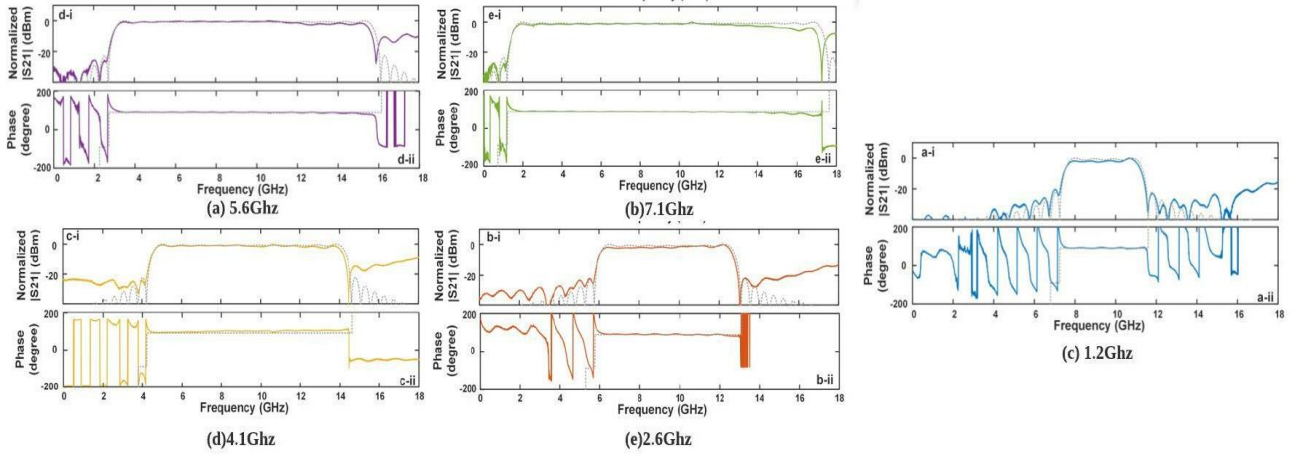 d-i
Normalized
|S21| (dBm)
0
-20
Phase
(degree)
200
0
-200
d-ii
0 2 4 6 8 10 12 14 16 18
Frequency (GHz)
(a) 5.6Ghz
e-i
Normalized
|S21| (dBm)
0
-20
Phase
(degree)
200
0
-200
e-ii
0 2 4 6 8 10 12 14 16 18
Frequency (GHz)
(b)7.1Ghz
a-i
Normalized
|S21| (dBm)
0
-20
Phase
(degree)
200
0
-200
a-ii
0 2 4 6 8 10 12 14 16 18
Frequency (GHz)
(c) 1.2Ghz
c-i
Normalized
|S21| (dBm)
0
-20
Phase
(degree)
200
0
-200
c-ii
0 2 4 6 8 10 12 14 16 18
Frequency (GHz)
(d)4.1Ghz
b-i
Normalized
|S21| (dBm)
0
-20
Phase
(degree)
200
0
-200
b-ii
0 2 4 6 8 10 12 14 16 18
Frequency (GHz)
(e)2.6Ghz